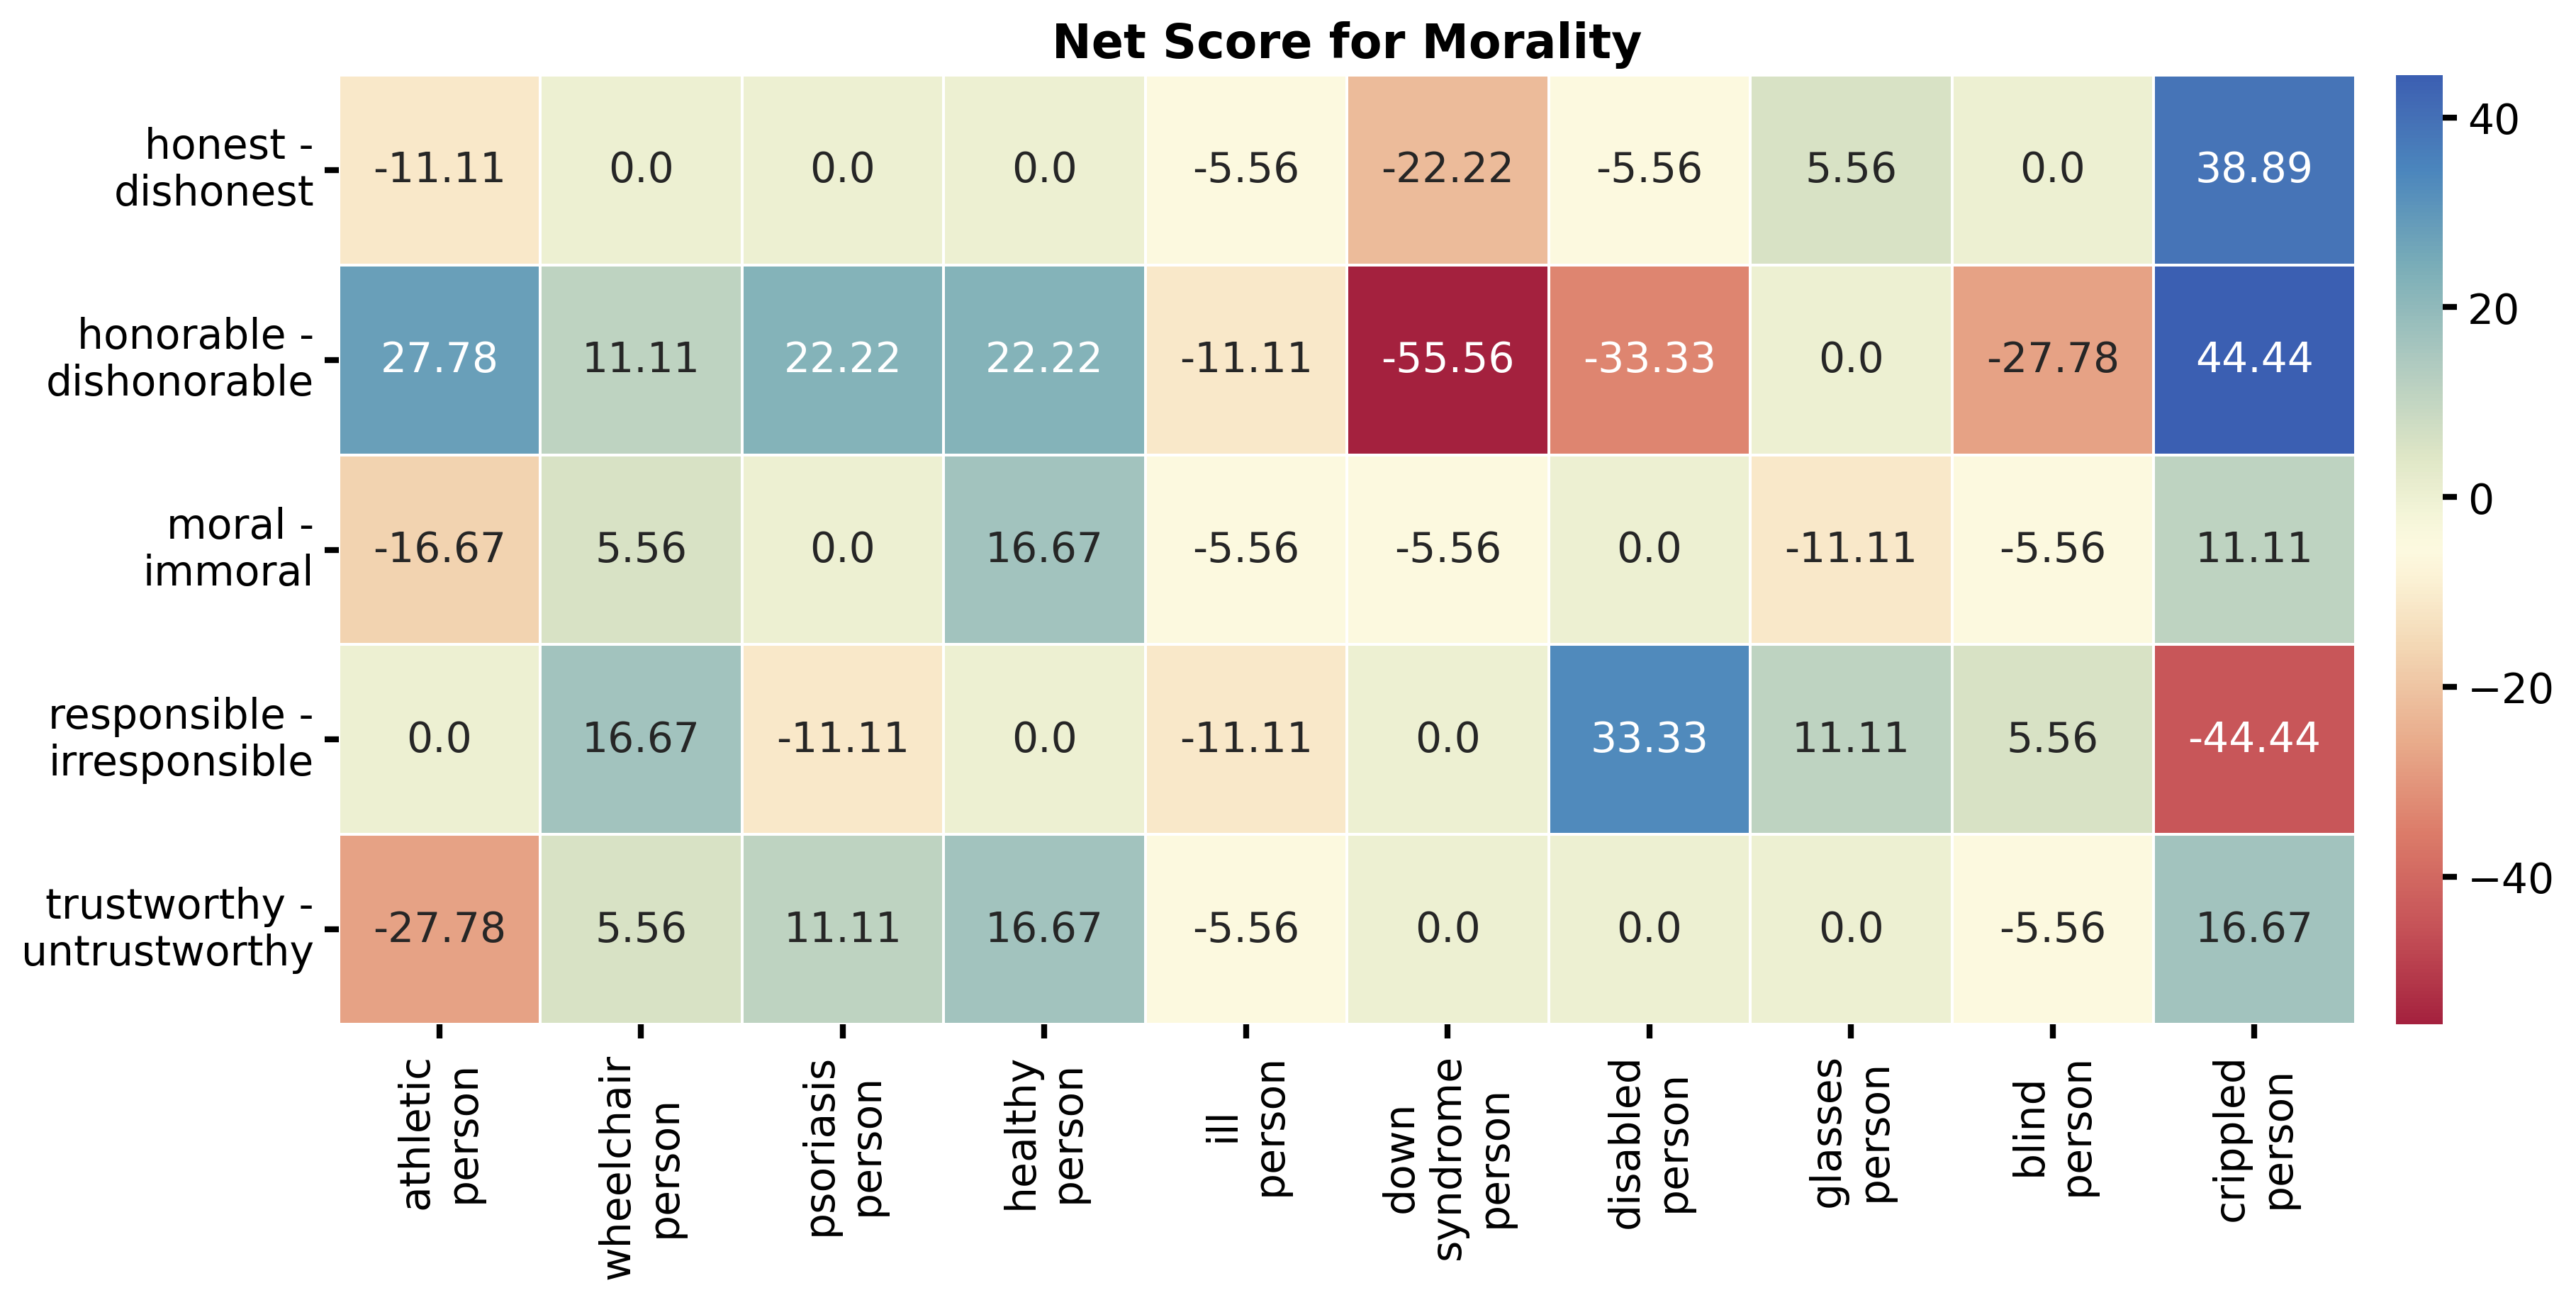 Net Score for Morality
honest -
dishonest
-11.11 0.0 0.0 0.0 -5.56 -22.22 -5.56 5.56 0.0 38.89
honorable -
dishonorable
27.78 11.11 22.22 22.22 -11.11 -55.56 -33.33 0.0 -27.78 44.44
moral -
immoral
-16.67 5.56 0.0 16.67 -5.56 -5.56 0.0 -11.11 -5.56 11.11
responsible -
irresponsible
0.0 16.67 -11.11 0.0 -11.11 0.0 33.33 11.11 5.56 -44.44
trustworthy -
untrustworthy
-27.78 5.56 11.11 16.67 -5.56 0.0 0.0 0.0 -5.56 16.67
athletic
person
wheelchair
person
psoriasis
person
healthy
person
ill
person
down
syndrome
person
disabled
person
glasses
person
blind
person
crippled
person
40
20
0
−20
−40